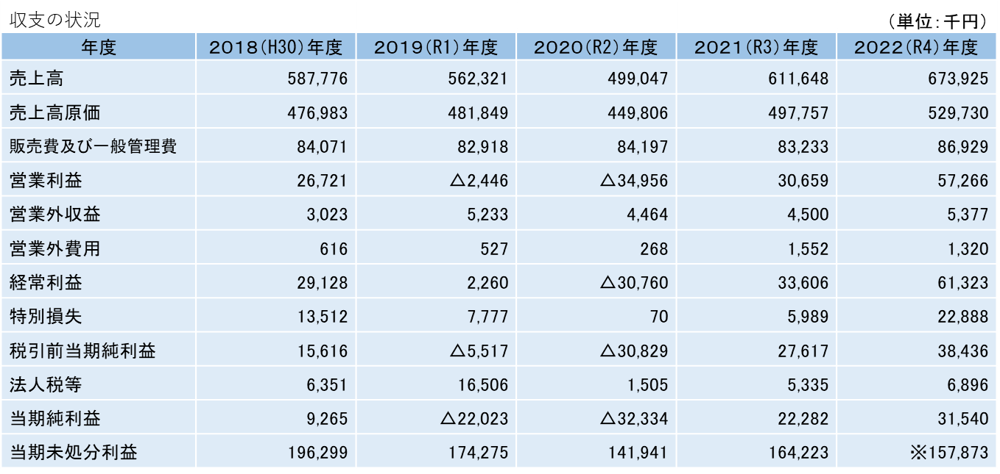 収支の状況
（単位：千円）
年度 2018(H30)年度 2019(R1)年度 2020(R2)年度 2021(R3)年度 2022(R4)年度
売上高 587,776 562,321 499,047 611,648 673,925
売上高原価 476,983 481,849 449,806 497,757 529,730
販売費及び一般管理費 84,071 82,918 84,197 83,233 86,929
営業利益 26,721 △2,446 △34,956 30,659 57,266
営業外収益 3,023 5,233 4,464 4,500 5,377
営業外費用 616 527 268 1,552 1,320
経常利益 29,128 2,260 △30,760 33,606 61,323
特別損失 13,512 7,777 70 5,989 22,888
税引前当期純利益 15,616 △5,517 △30,829 27,617 38,436
法人税等 6,351 16,506 1,505 5,335 6,896
当期純利益 9,265 △22,023 △32,334 22,282 31,540
当期未処分利益 196,299 174,275 141,941 164,223 ※157,873